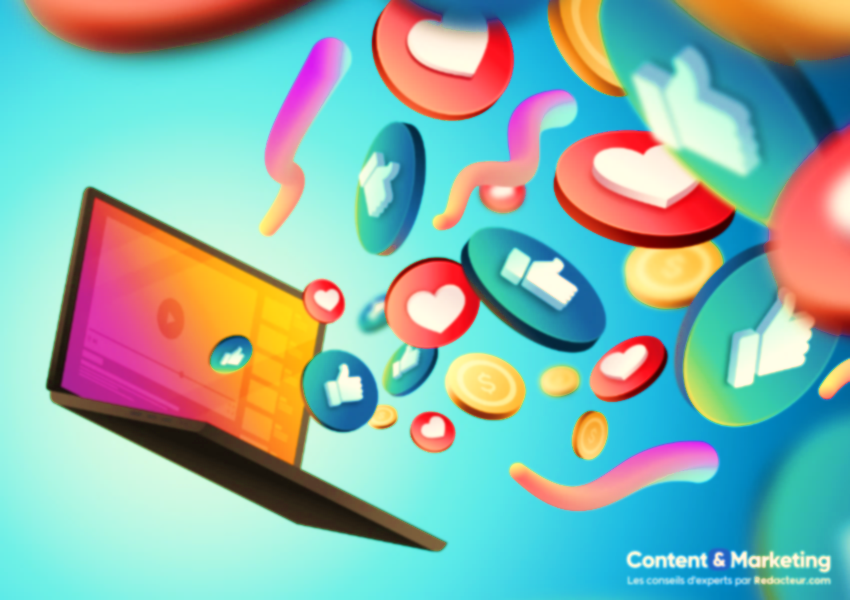 Content & Marketing
Les conseils d'experts par Redacteur.com